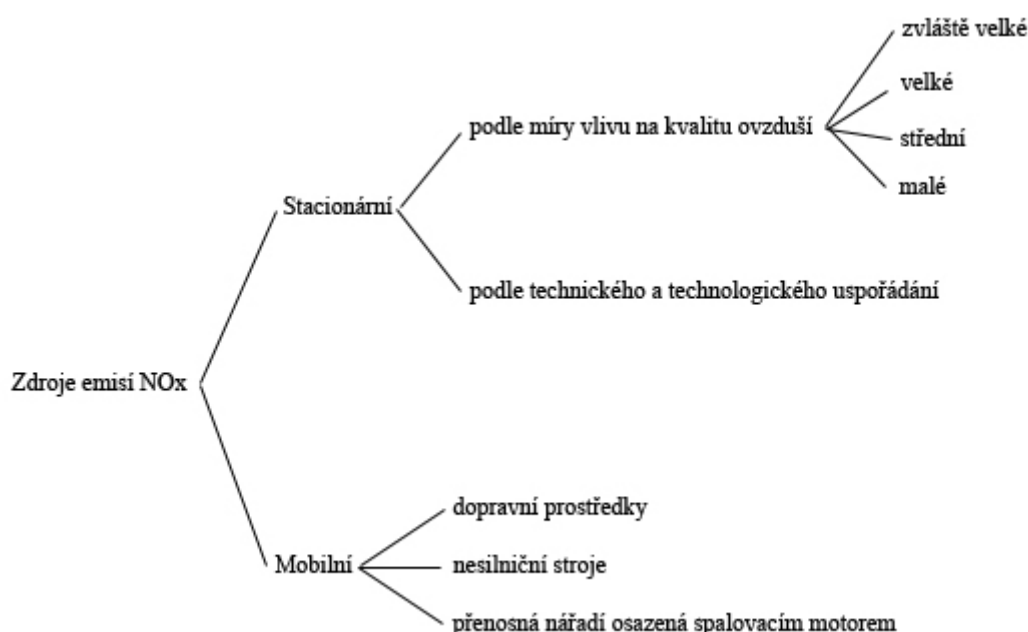 zvláště velké
velké
podle míry vlivu na kvalitu ovzduší
střední
malé
Stacionární
podle technického a technologického uspořádání
Zdroje emisí NOx
dopravní prostředky
Mobilní
nesilniční stroje
přenosná nářadí osazená spalovacím motorem